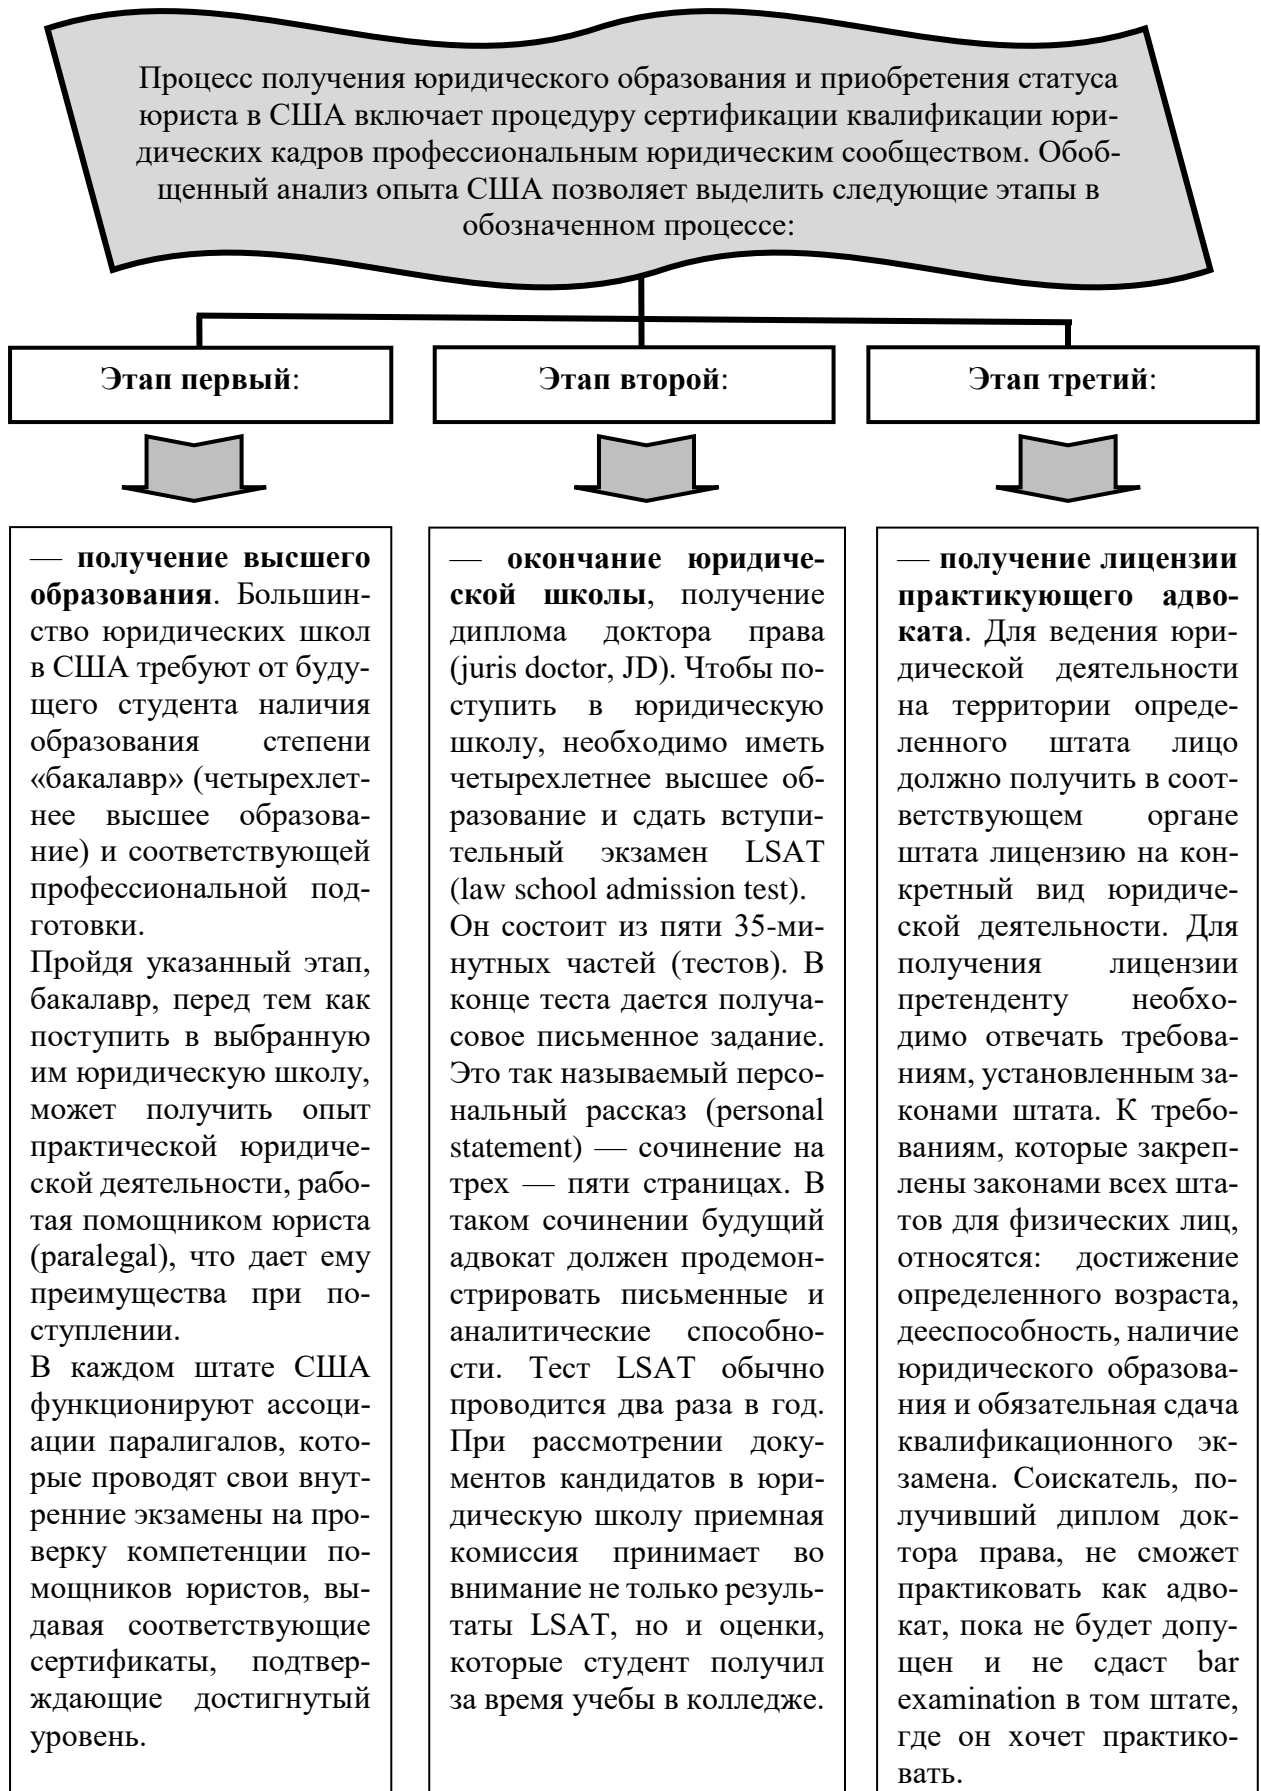 Процесс получения юридического образования и приобретения статуса
юриста в США включает процедуру сертификации квалификации юри-
дических кадров профессиональным юридическим сообществом. Обоб-
щенный анализ опыта США позволяет выделить следующие этапы в
обозначенном процессе:
Этап первый:
— получение высшего
образования. Большин-
ство юридических школ
в США требуют от буду-
щего студента наличия
образования степени
«бакалавр» (четырехлет-
нее высшее образова-
ние) и соответствующей
профессиональной под-
готовки.
Пройдя указанный этап,
бакалавр, перед тем как
поступить в выбранную
им юридическую школу,
может получить опыт
практической юридиче-
ской деятельности, рабо-
тая помощником юриста
(paralegal), что дает ему
преимущества при по-
ступлении.
В каждом штате США
функционируют ассоци-
ации паралигалов, кото-
рые проводят свои внут-
ренние экзамены на про-
верку компетенции по-
мощников юристов, вы-
давая соответствующие
сертификаты, подтвер-
ждающие достигнутый
уровень.
Этап второй:
— окончание юридиче-
ской школы, получение
диплома доктора права
(juris doctor, JD). Чтобы по-
ступить в юридическую
школу, необходимо иметь
четырехлетнее высшее об-
разование и сдать вступи-
тельный экзамен LSAT
(law school admission test).
Он состоит из пяти 35-ми-
нутных частей (тестов). В
конце теста дается получа-
совое письменное задание.
Это так называемый персо-
нальный рассказ (personal
statement) — сочинение на
трех — пяти страницах. В
таком сочинении будущий
адвокат должен продемон-
стрировать письменные и
аналитические способно-
сти. Тест LSAT обычно
проводится два раза в год.
При рассмотрении доку-
ментов кандидатов в юри-
дическую школу приемная
комиссия принимает во
внимание не только резуль-
таты LSAT, но и оценки,
которые студент получил
за время учебы в колледже.
Этап третий:
— получение лицензии
практикующего адво-
ката. Для ведения юри-
дической деятельности
на территории опреде-
ленного штата лицо
должно получить в соот-
ветствующем органе
штата лицензию на кон-
кретный вид юридиче-
ской деятельности. Для
получения лицензии
претенденту необхо-
димо отвечать требова-
ниям, установленным за-
конами штата. К требо-
ваниям, которые закреп-
лены законами всех шта-
тов для физических лиц,
относятся: достижение
определенного возраста,
дееспособность, наличие
юридического образова-
ния и обязательная сдача
квалификационного эк-
замена. Соискатель, по-
лучивший диплом док-
тора права, не сможет
практиковать как адво-
кат, пока не будет допу-
щен и не сдаст bar
examination в том штате,
где он хочет практико-
вать.